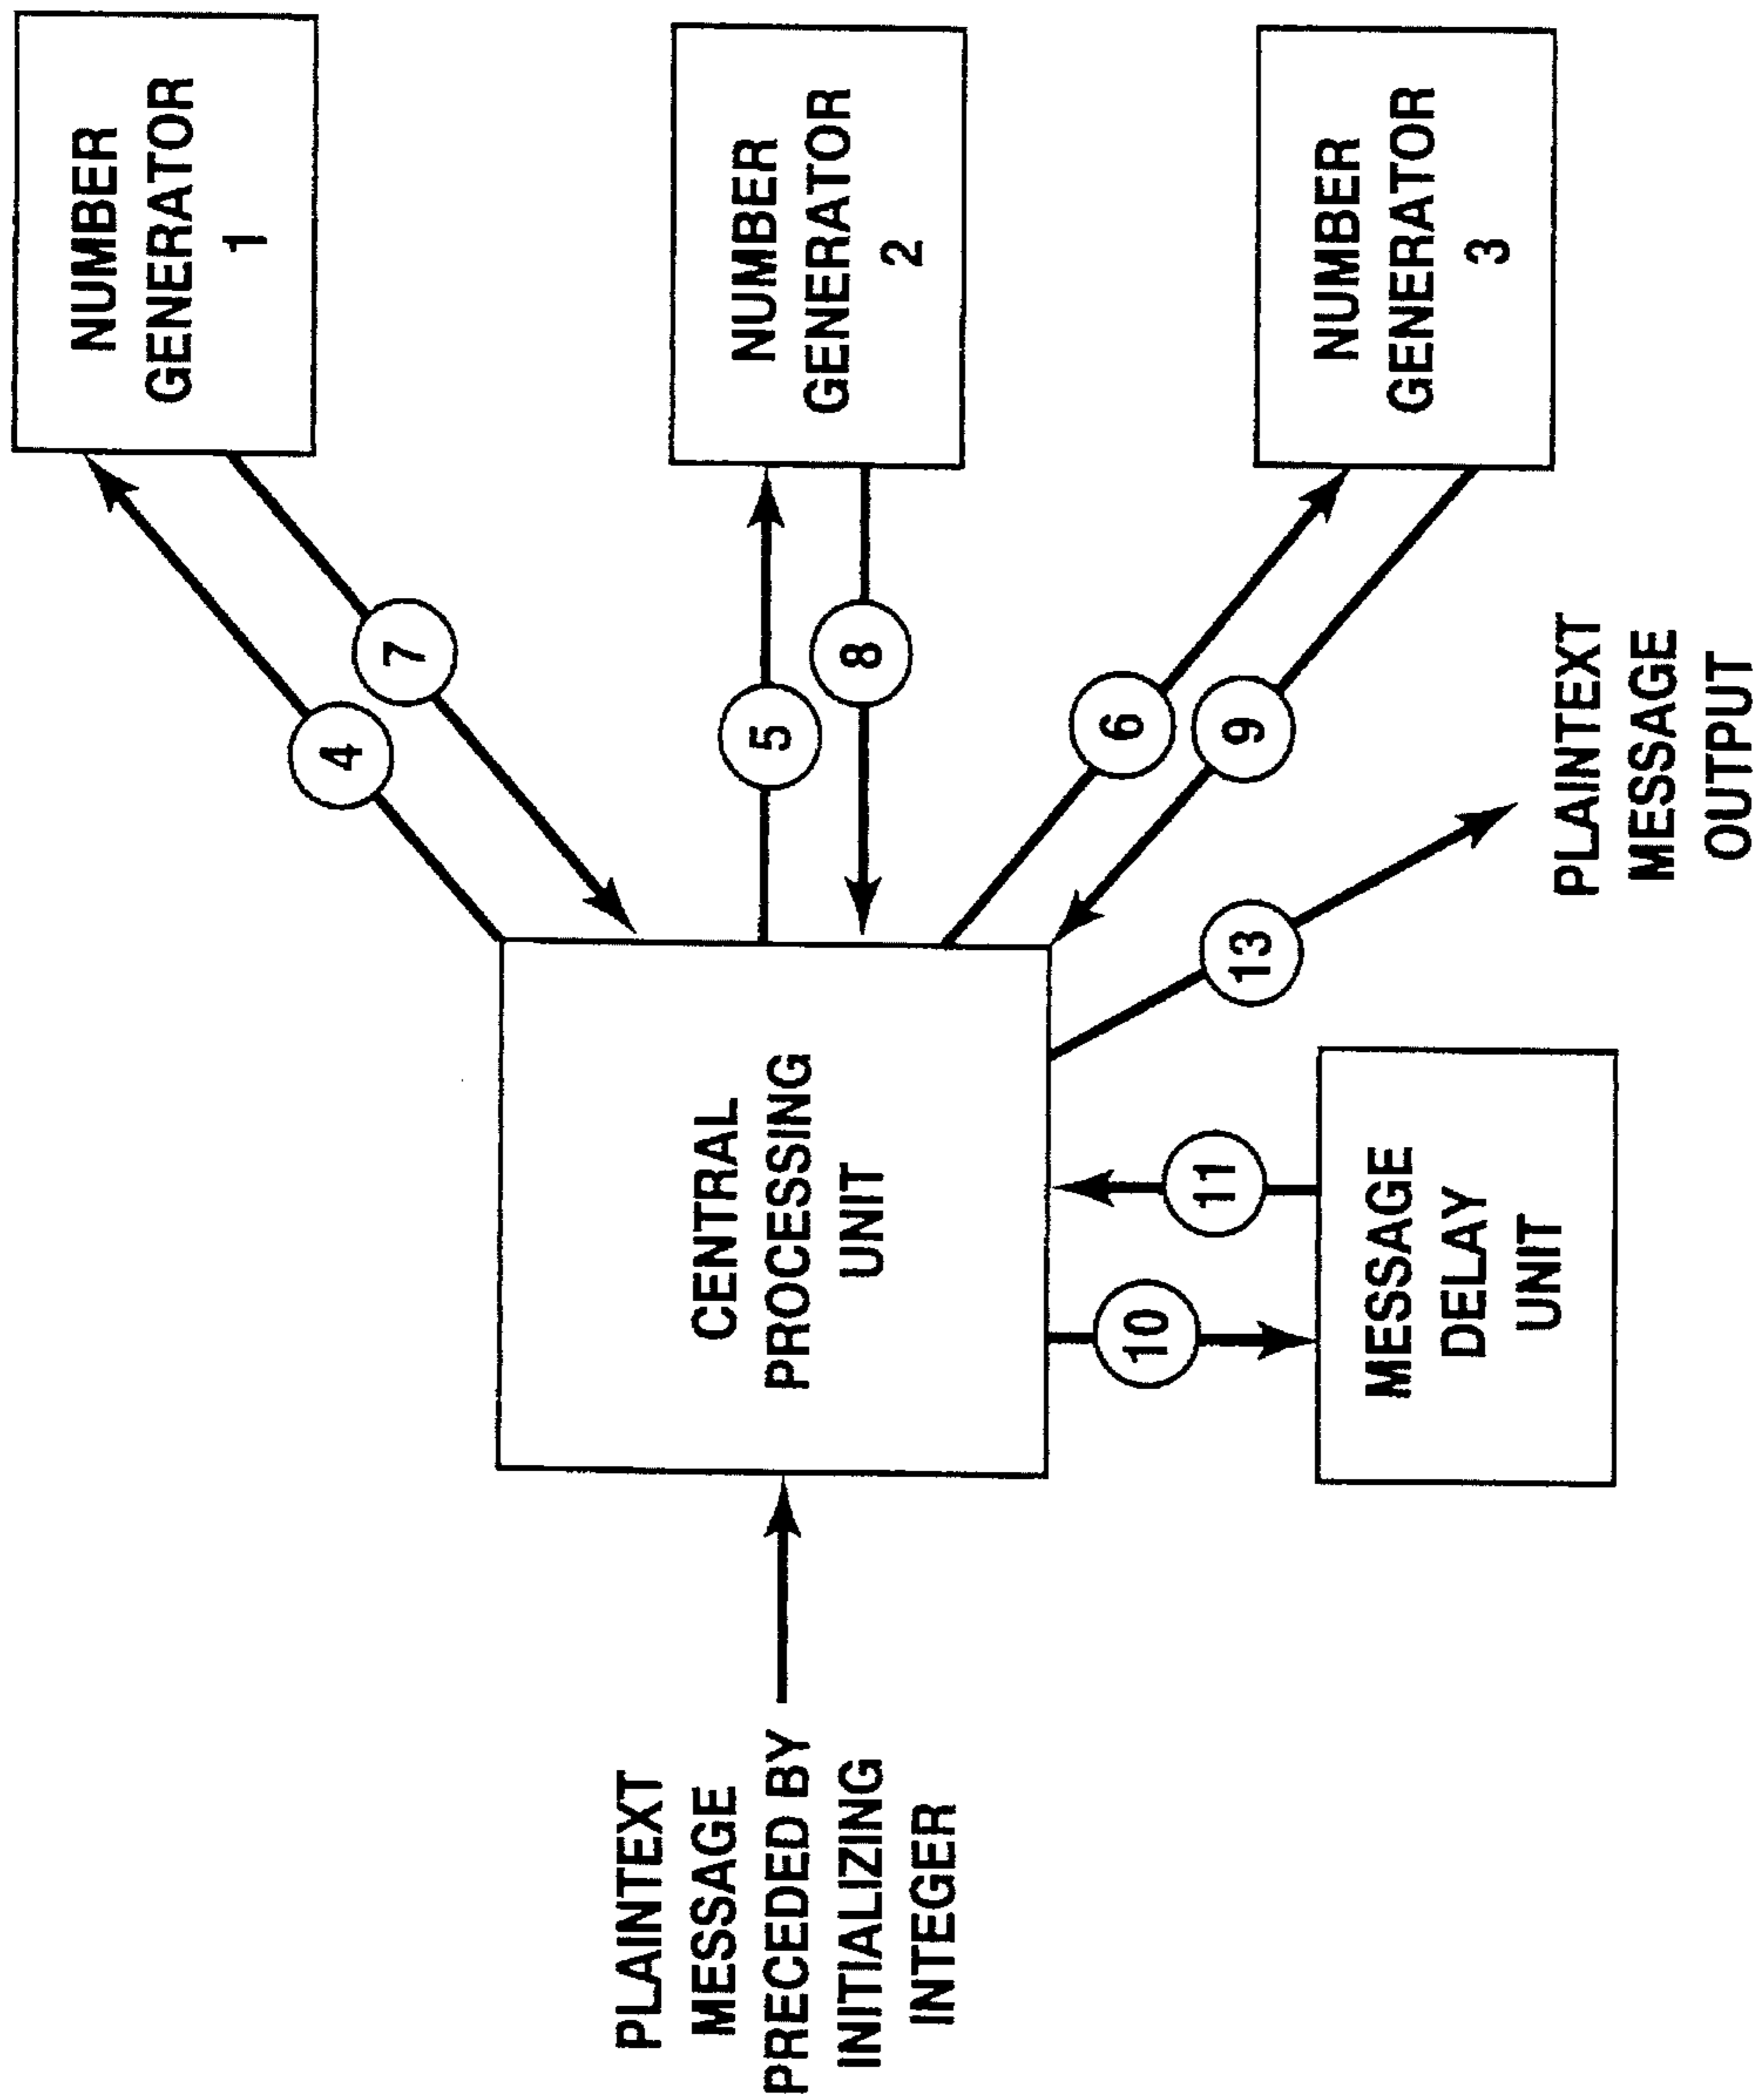 PLAINTEXT
MESSAGE
PRECEDED BY
INITIALIZING
INTEGER
CENTRAL
PROCESSING
UNIT
MESSAGE
DELAY
UNIT
10
11
4
7
5
8
6
9
13
NUMBER
GENERATOR
1
NUMBER
GENERATOR
2
NUMBER
GENERATOR
3
PLAINTEXT
MESSAGE
OUTPUT